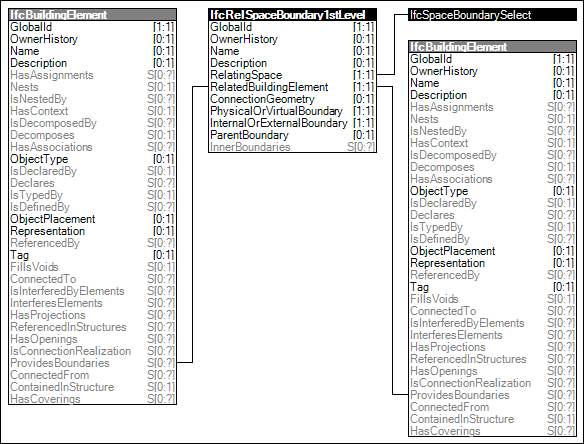 IfcBuildingElement
GlobalId [1:1]
OwnerHistory [0:1]
Name [0:1]
Description [0:1]
HasAssignments S[0:?]
Nests S[0:1]
IsNestedBy S[0:?]
HasContext S[0:1]
IsDecomposedBy S[0:?]
Decomposes S[0:1]
HasAssociations S[0:?]
ObjectType [0:1]
IsDeclaredBy S[0:1]
Declares S[0:?]
IsTypedBy S[0:1]
IsDefinedBy S[0:?]
ObjectPlacement [0:1]
Representation [0:1]
ReferencedBy S[0:?]
Tag [0:1]
FillsVoids S[0:1]
ConnectedTo S[0:?]
IsInterferedByElements S[0:?]
InterferesElements S[0:?]
HasProjections S[0:?]
ReferencedInStructures S[0:?]
HasOpenings S[0:?]
IsConnectionRealization S[0:?]
ProvidesBoundaries S[0:?]
ConnectedFrom S[0:?]
ContainedInStructure S[0:1]
HasCoverings S[0:?]
IfcRelSpaceBoundary1stLevel
GlobalId [1:1]
OwnerHistory [0:1]
Name [0:1]
Description [0:1]
RelatingSpace [1:1]
RelatedBuildingElement [1:1]
ConnectionGeometry [0:1]
PhysicalOrVirtualBoundary [1:1]
InternalOrExternalBoundary [1:1]
ParentBoundary [0:1]
InnerBoundaries S[0:?]
IfcSpaceBoundarySelect
IfcBuildingElement
GlobalId [1:1]
OwnerHistory [0:1]
Name [0:1]
Description [0:1]
HasAssignments S[0:?]
Nests S[0:1]
IsNestedBy S[0:?]
HasContext S[0:1]
IsDecomposedBy S[0:?]
Decomposes S[0:1]
HasAssociations S[0:?]
ObjectType [0:1]
IsDeclaredBy S[0:1]
Declares S[0:?]
IsTypedBy S[0:1]
IsDefinedBy S[0:?]
ObjectPlacement [0:1]
Representation [0:1]
ReferencedBy S[0:?]
Tag [0:1]
FillsVoids S[0:1]
ConnectedTo S[0:?]
IsInterferedByElements S[0:?]
InterferesElements S[0:?]
HasProjections S[0:?]
ReferencedInStructures S[0:?]
HasOpenings S[0:?]
IsConnectionRealization S[0:?]
ProvidesBoundaries S[0:?]
ConnectedFrom S[0:?]
ContainedInStructure S[0:1]
HasCoverings S[0:?]